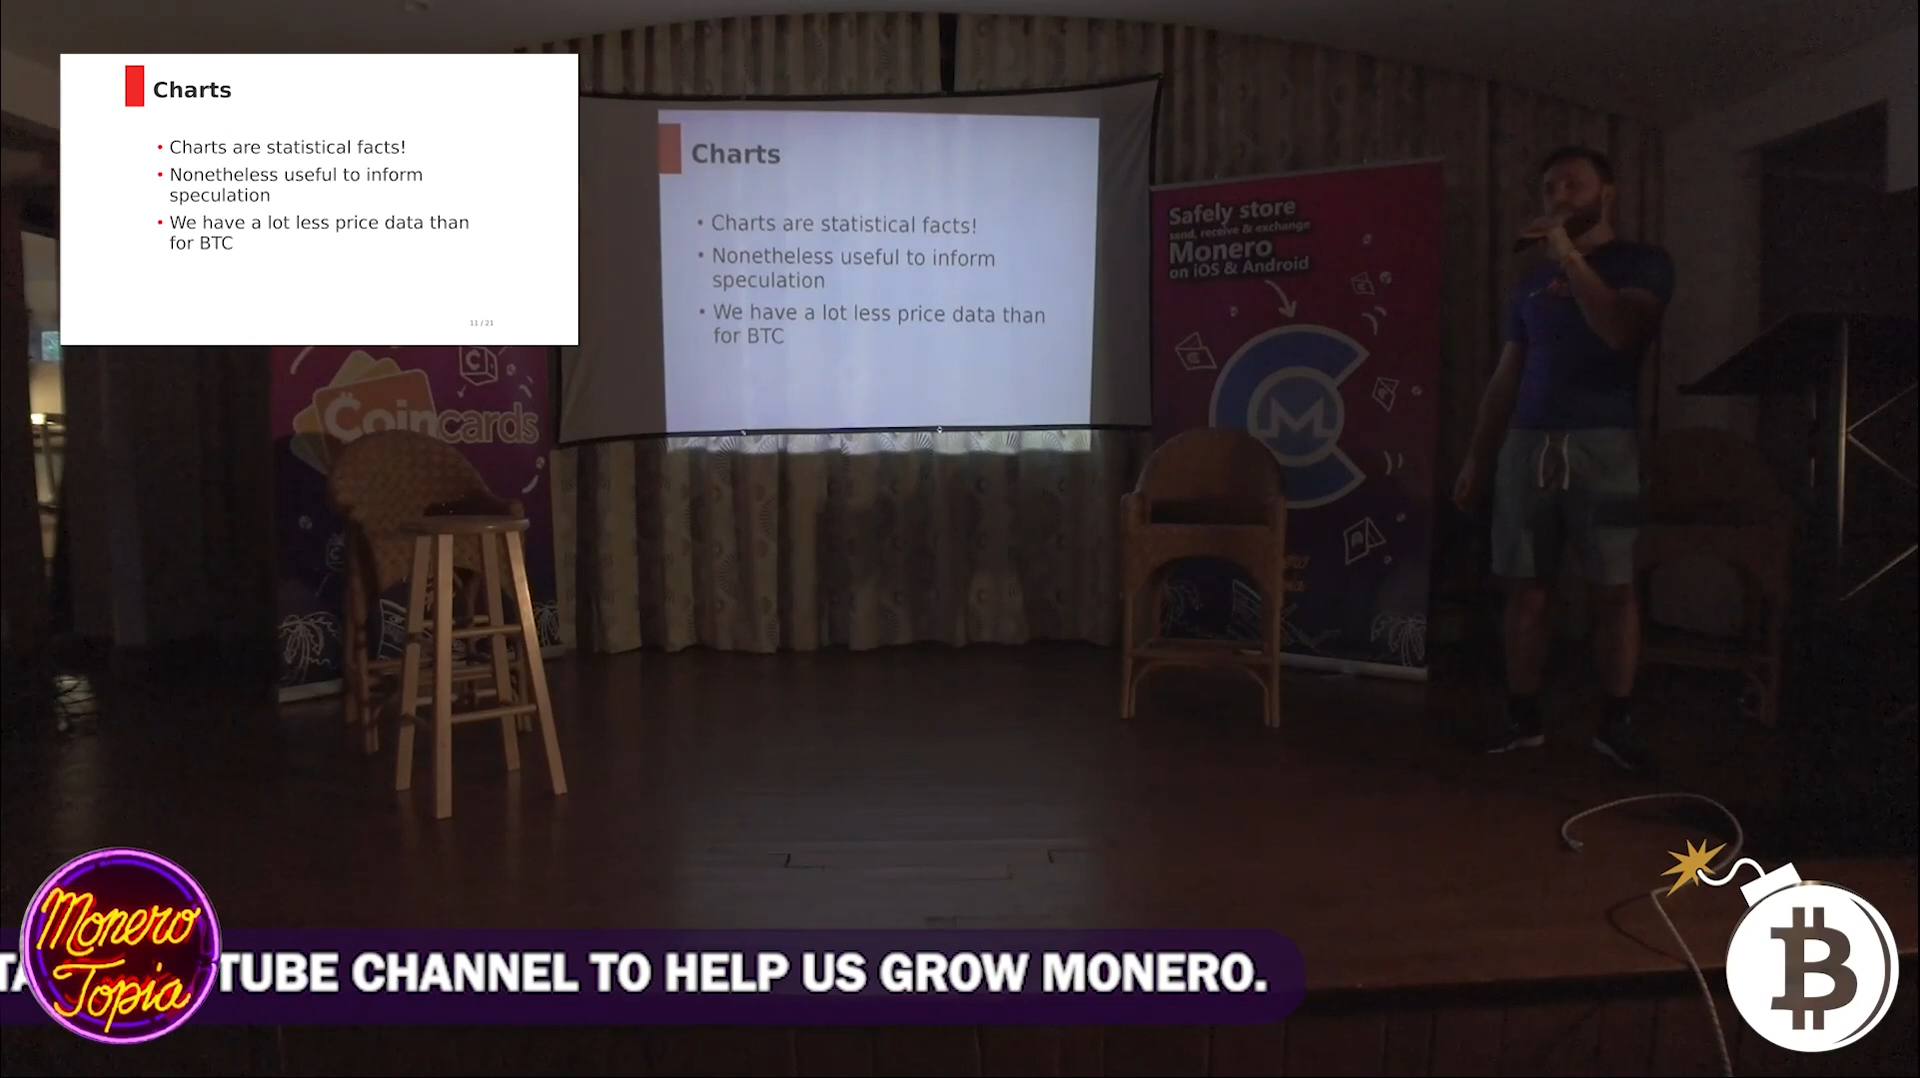 Charts
• Charts are statistical facts!
• Nonetheless useful to inform
speculation
• We have a lot less price data than
for BTC
11 / 21
Charts
• Charts are statistical facts!
• Nonetheless useful to inform
speculation
• We have a lot less price data than
for BTC
Safely store
send, receive & exchange
Monero
on iOS & Android
Coincards
Monero
Topia
TUBE CHANNEL TO HELP US GROW MONERO.